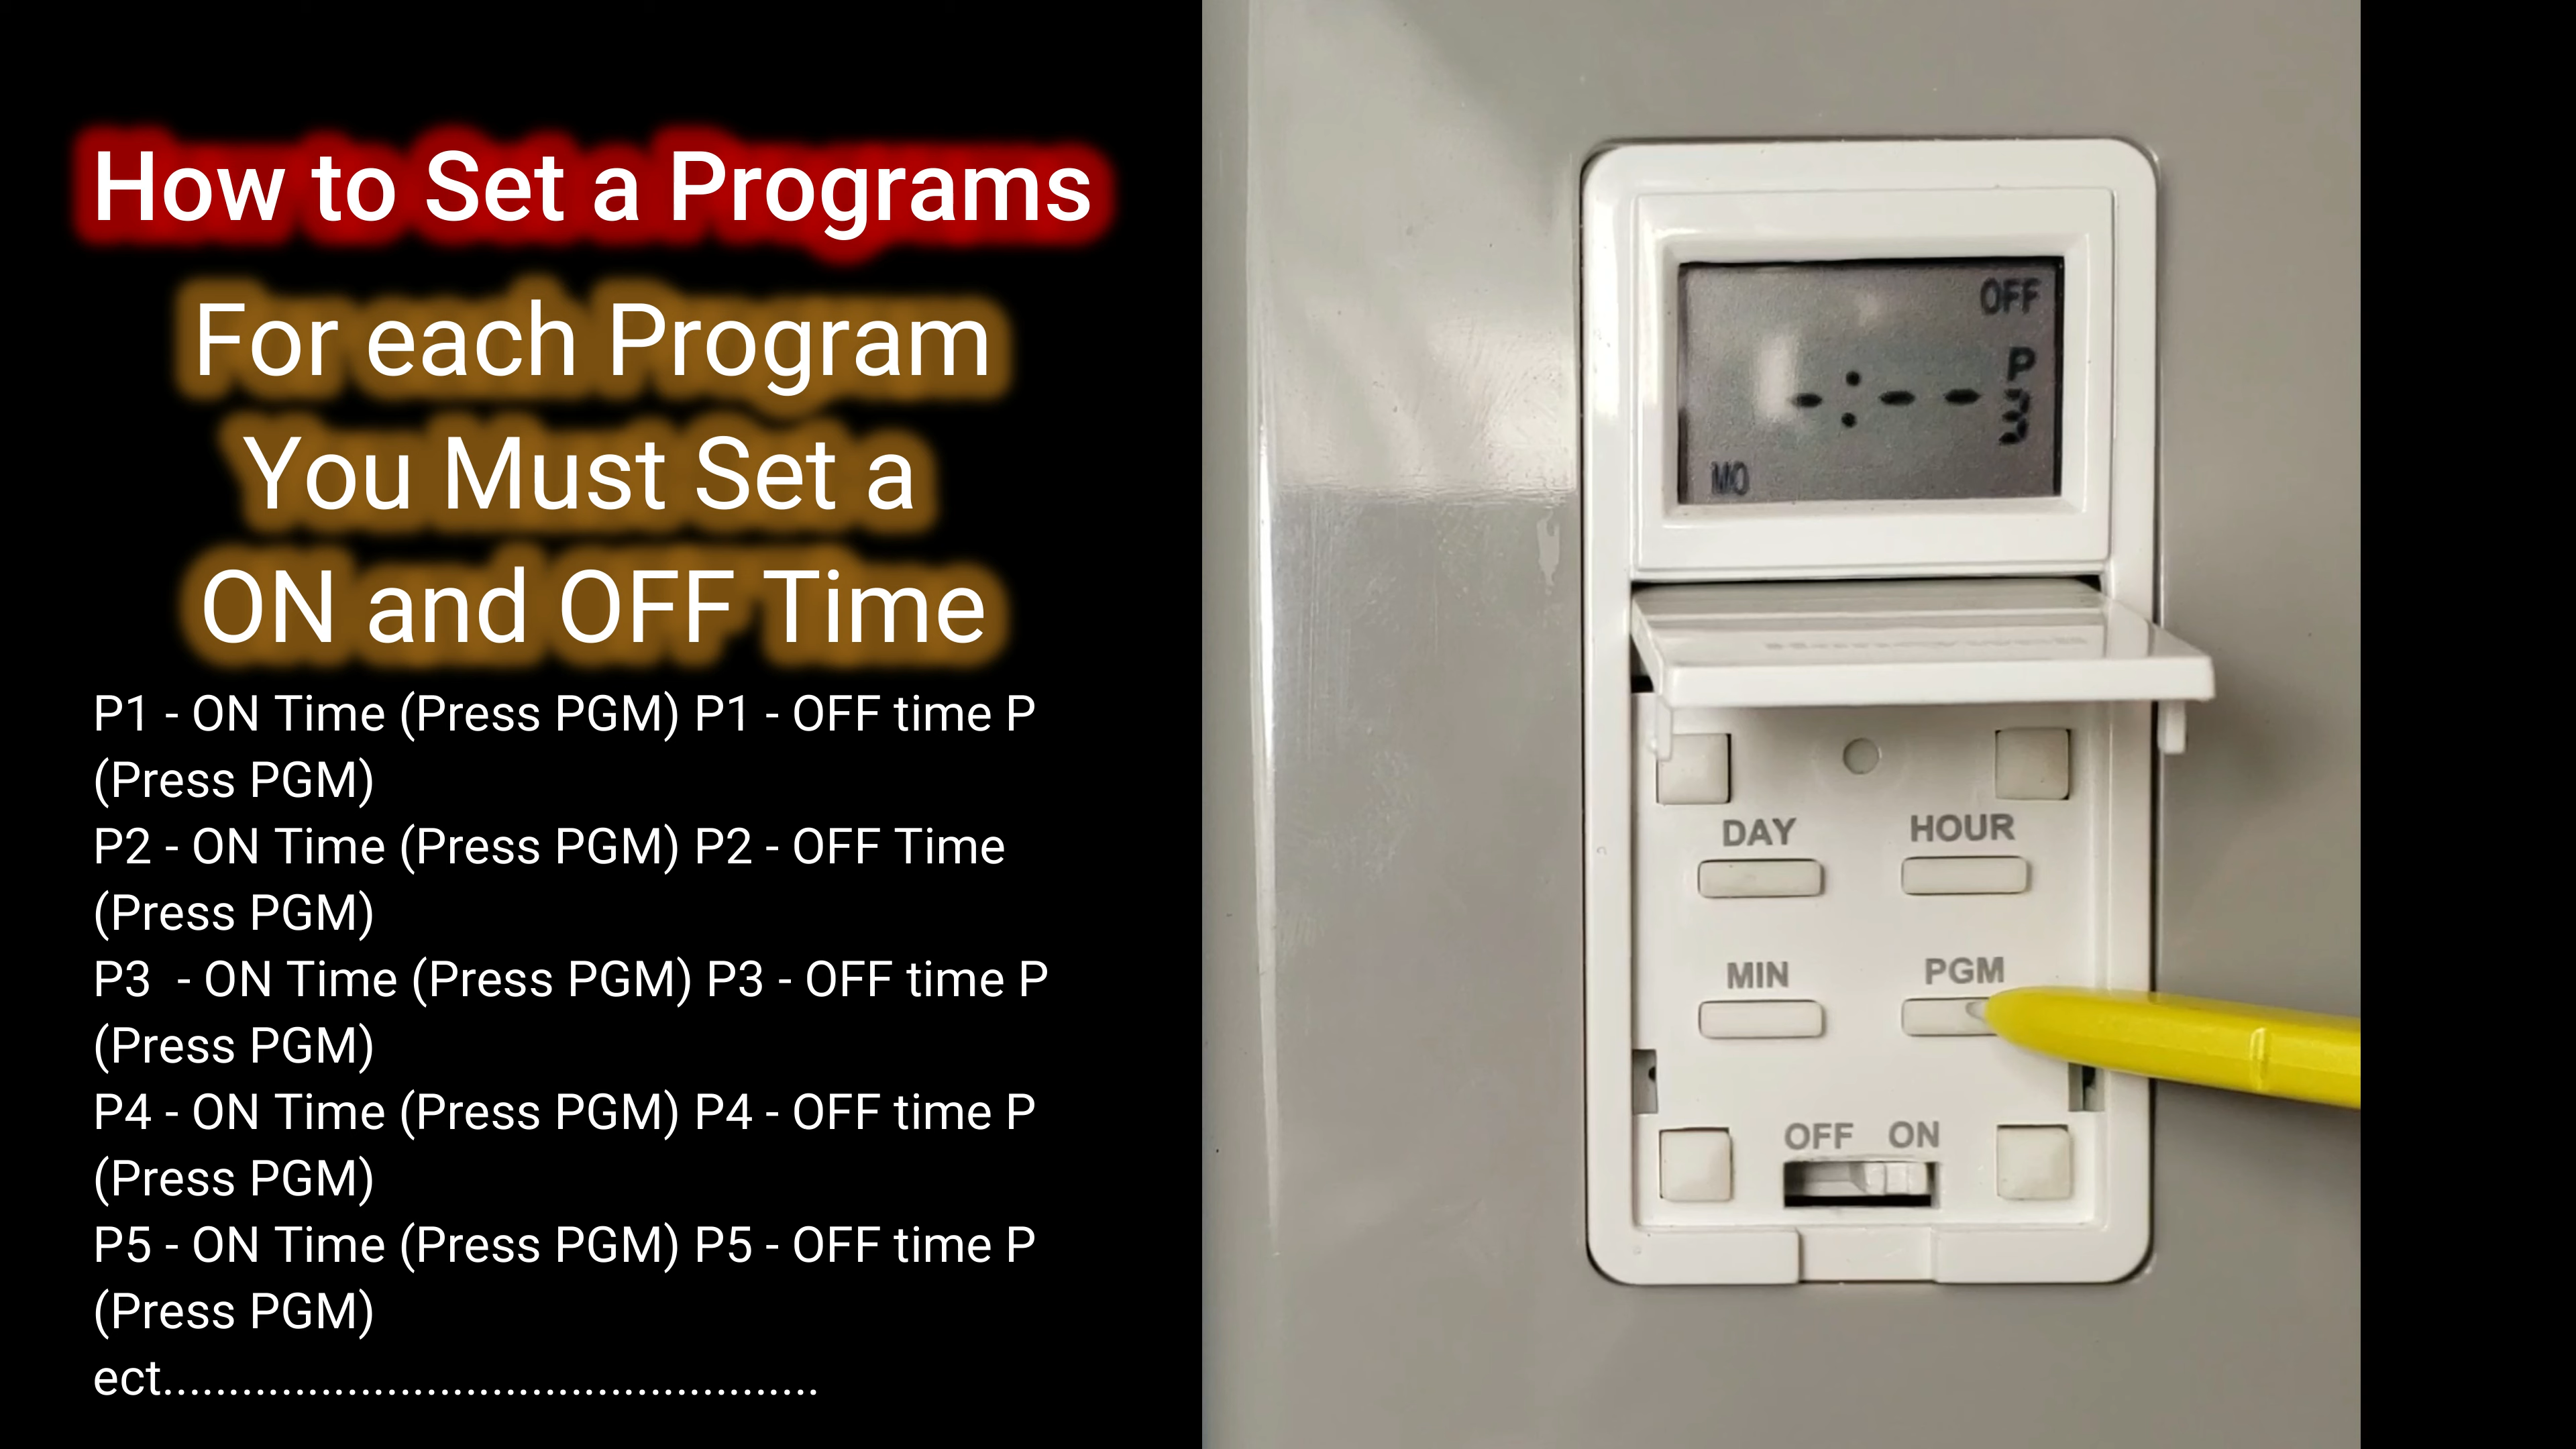 How to Set a Programs
For each Program
You Must Set a
ON and OFF Time
P1 - ON Time (Press PGM) P1 - OFF time P
(Press PGM)
P2 - ON Time (Press PGM) P2 - OFF Time
(Press PGM)
P3  - ON Time (Press PGM) P3 - OFF time P
(Press PGM)
P4 - ON Time (Press PGM) P4 - OFF time P
(Press PGM)
P5 - ON Time (Press PGM) P5 - OFF time P
(Press PGM)
ect..................................................
OFF
-:-- P
3
MO
DAY HOUR
MIN PGM
OFF ON